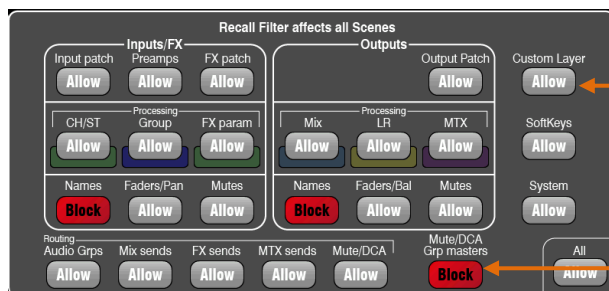 Recall Filter affects all Scenes
Inputs/FX
Outputs
Input patch Preamps FX patch Output Patch Custom Layer
Allow Allow Allow Allow Allow
Processing Processing
CH/ST Group FX param Mix LR MTX SoftKeys
Allow Allow Allow Allow Allow Allow Allow
Names Faders/Pan Mutes Names Faders/Bal Mutes System
Block Allow Allow Block Allow Allow Allow
Routing
Audio Grps Mix sends FX sends MTX sends Mute/DCA
Mute/DCA
Grp masters
All
Allow Allow Allow Allow Allow Block Allow